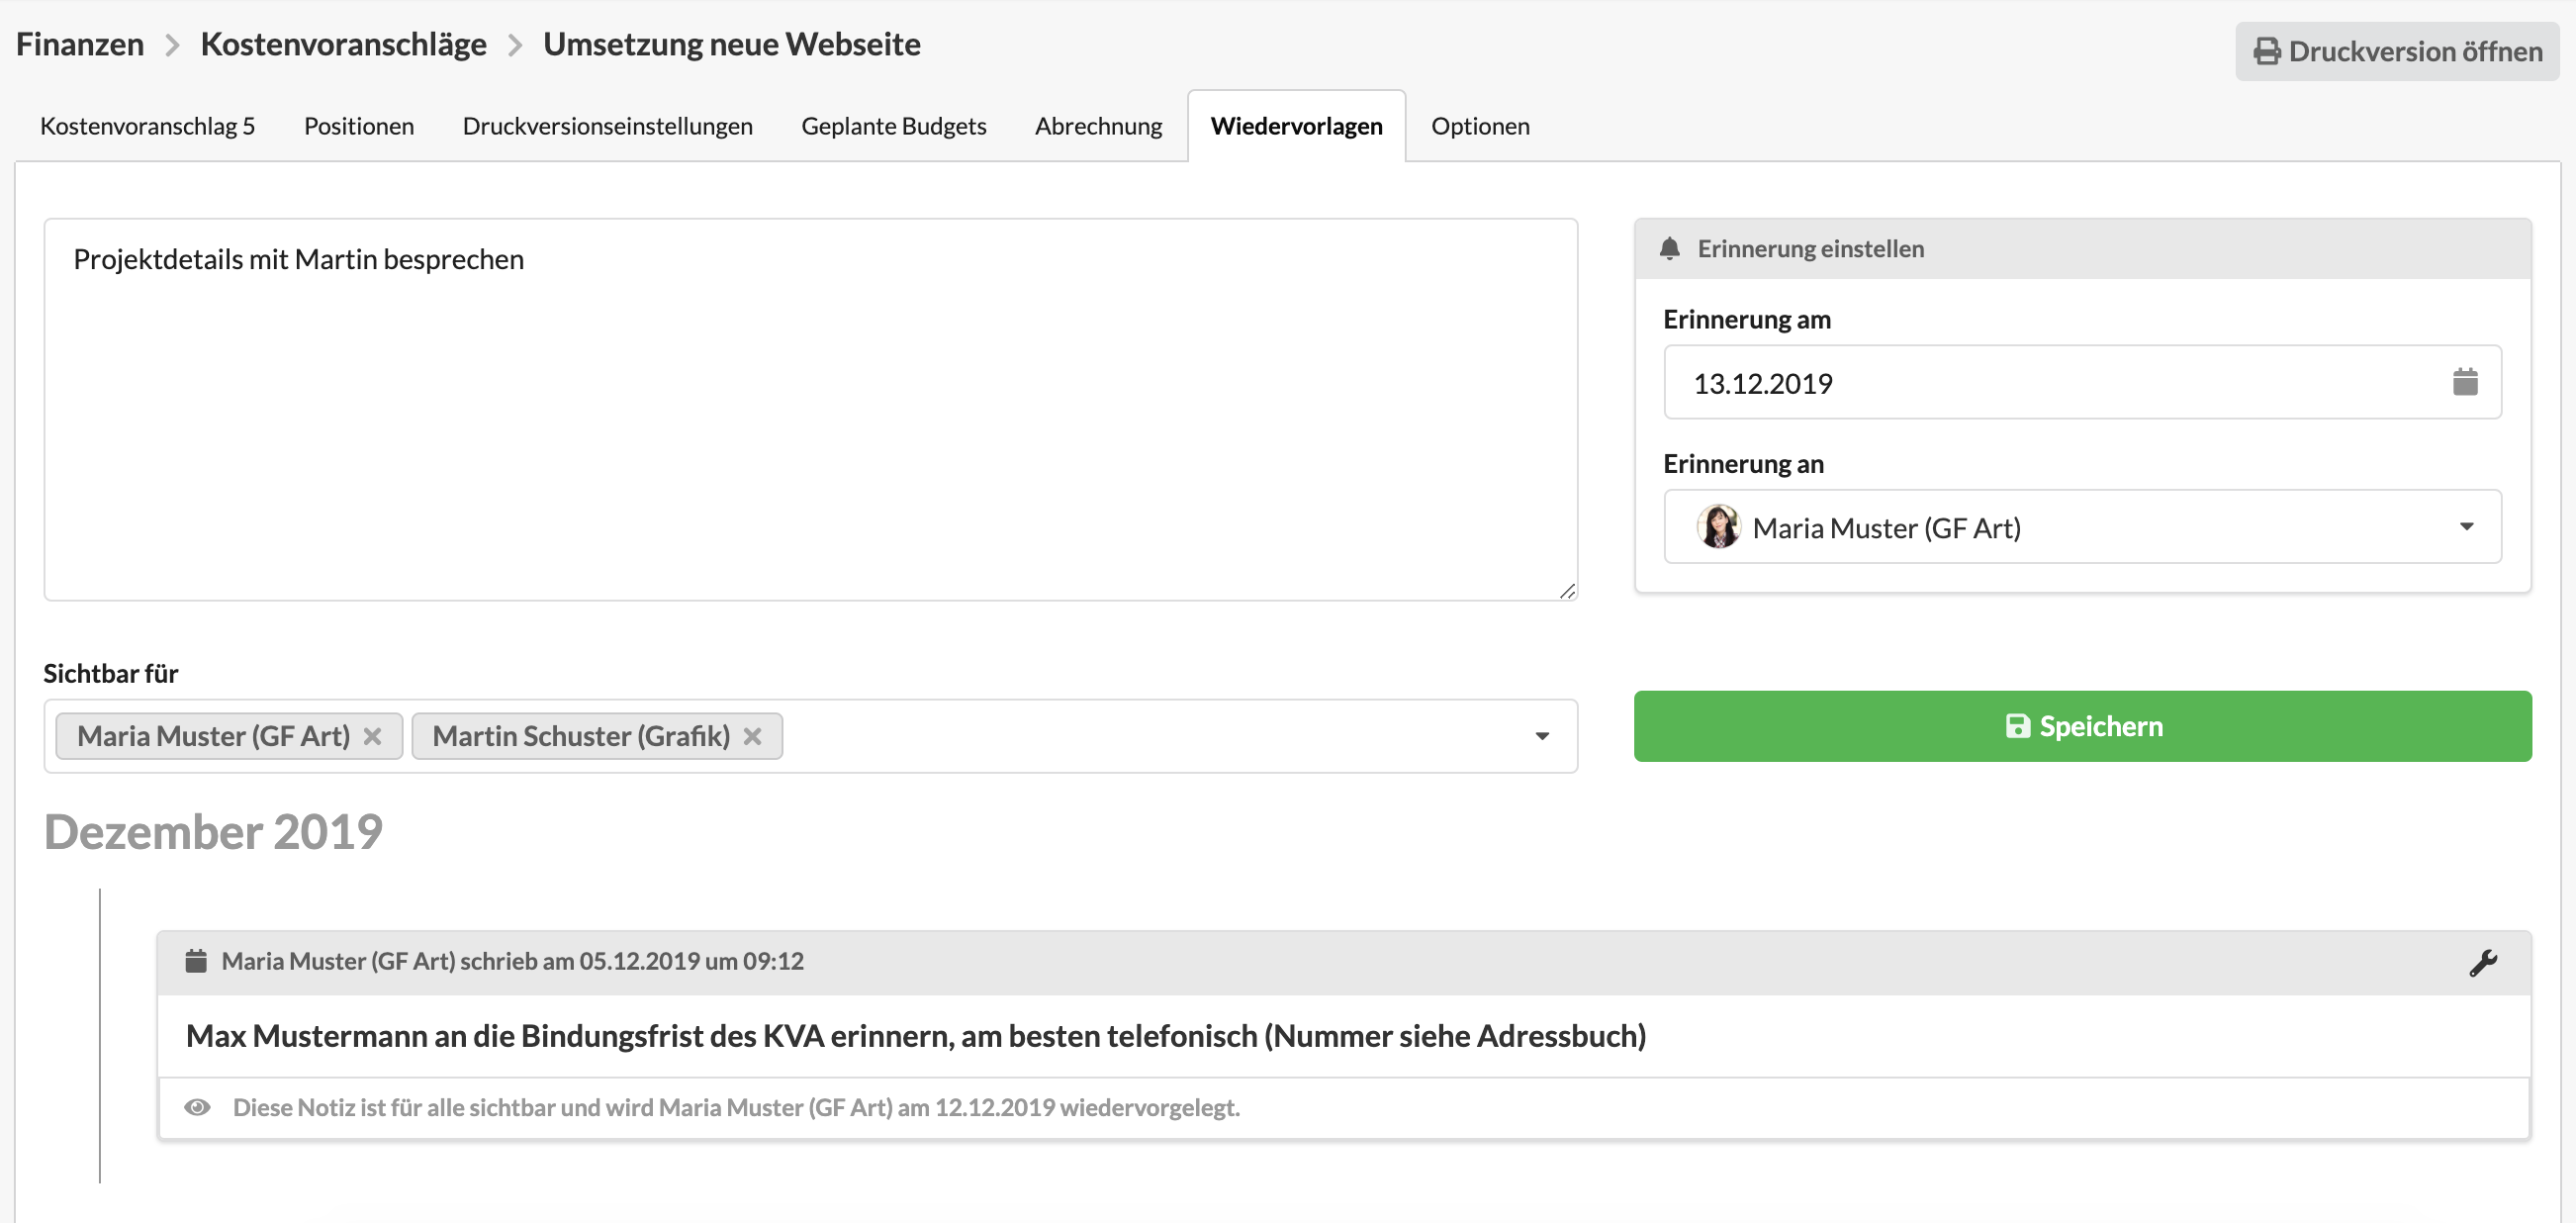 Finanzen > Kostenvoranschläge > Umsetzung neue Webseite
Druckversion öffnen
Kostenvoranschlag 5 Positionen Druckversionseinstellungen Geplante Budgets Abrechnung Wiedervorlagen Optionen
Projektdetails mit Martin besprechen
Erinnerung einstellen
Erinnerung am
13.12.2019
Erinnerung an
Maria Muster (GF Art)
Sichtbar für
Maria Muster (GF Art) × Martin Schuster (Grafik) ×
Speichern
Dezember 2019
Maria Muster (GF Art) schrieb am 05.12.2019 um 09:12
Max Mustermann an die Bindungsfrist des KVA erinnern, am besten telefonisch (Nummer siehe Adressbuch)
Diese Notiz ist für alle sichtbar und wird Maria Muster (GF Art) am 12.12.2019 wiedervorgelegt.